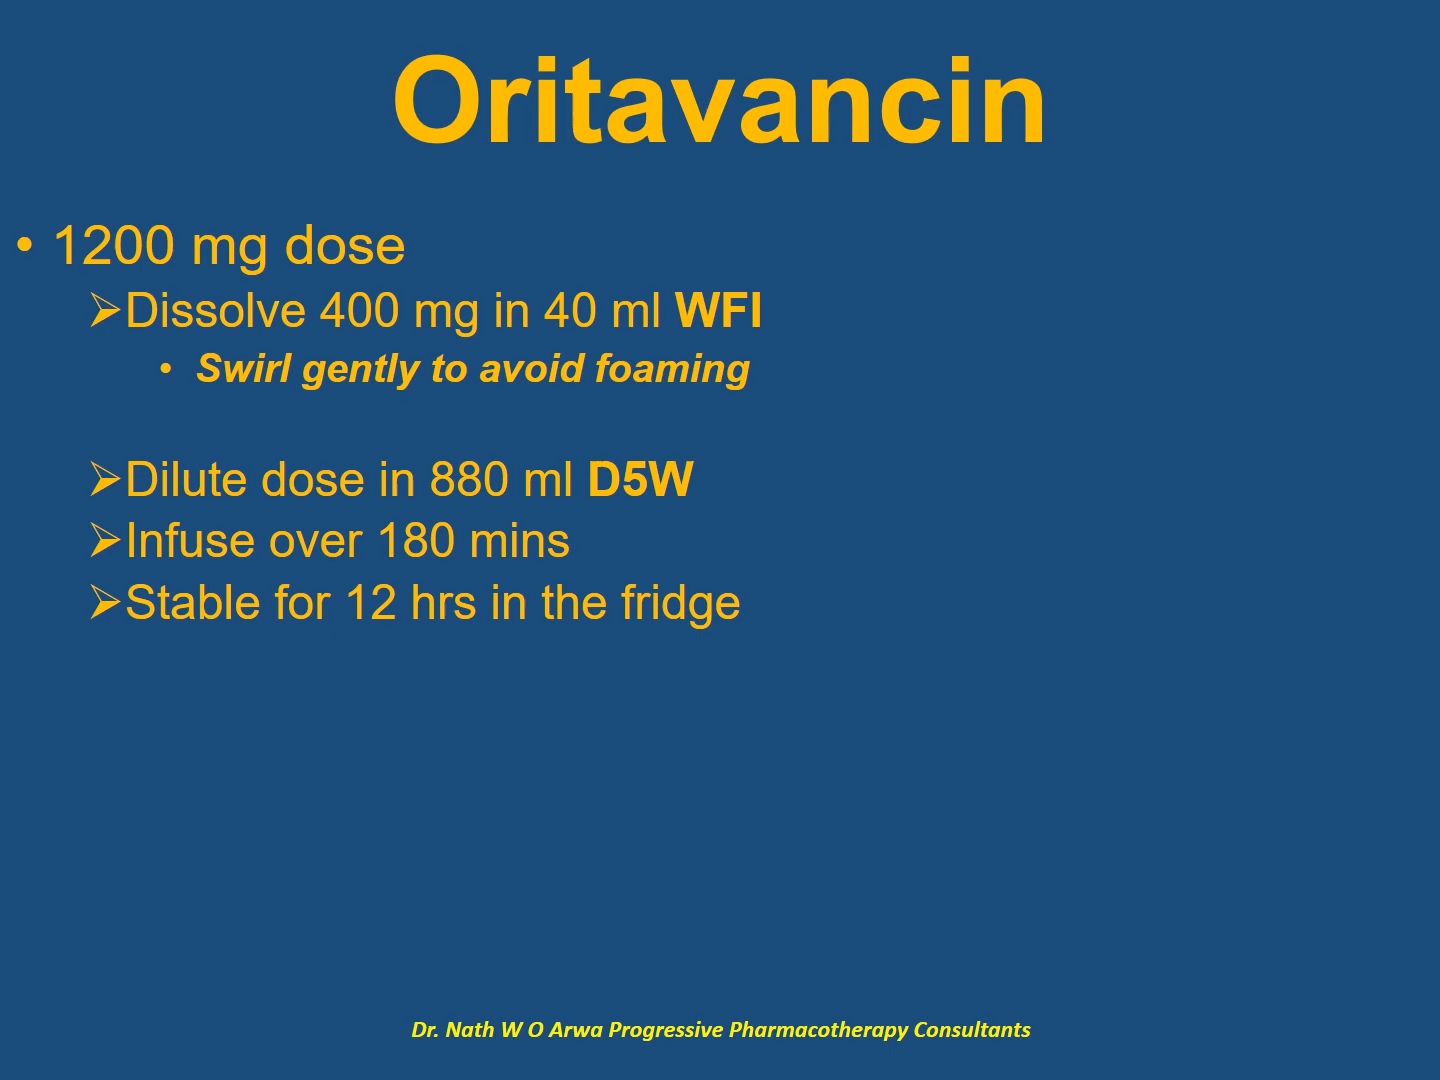 Oritavancin
• 1200 mg dose
➢Dissolve 400 mg in 40 ml WFI
• Swirl gently to avoid foaming
➢Dilute dose in 880 ml D5W
➢Infuse over 180 mins
➢Stable for 12 hrs in the fridge
Dr. Nath W O Arwa Progressive Pharmacotherapy Consultants